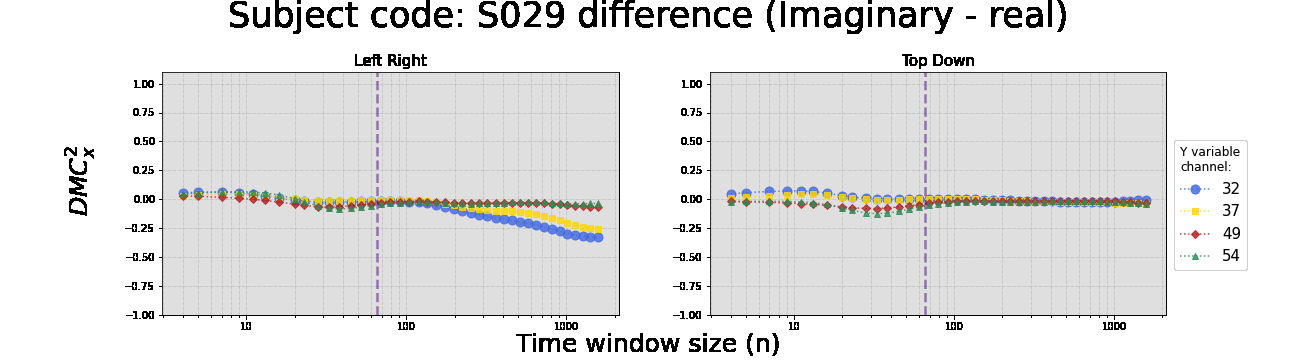 Subject code: S029 difference (Imaginary - real)
Left Right
Top Down
1.00
0.75
0.50
0.25
0.00
−0.25
−0.50
−0.75
−1.00
1.00
0.75
0.50
0.25
0.00
−0.25
−0.50
−0.75
−1.00
DMC²ₓ
10 100 1000
10 100 1000
Time window size (n)
Y variable
channel:
32
37
49
54